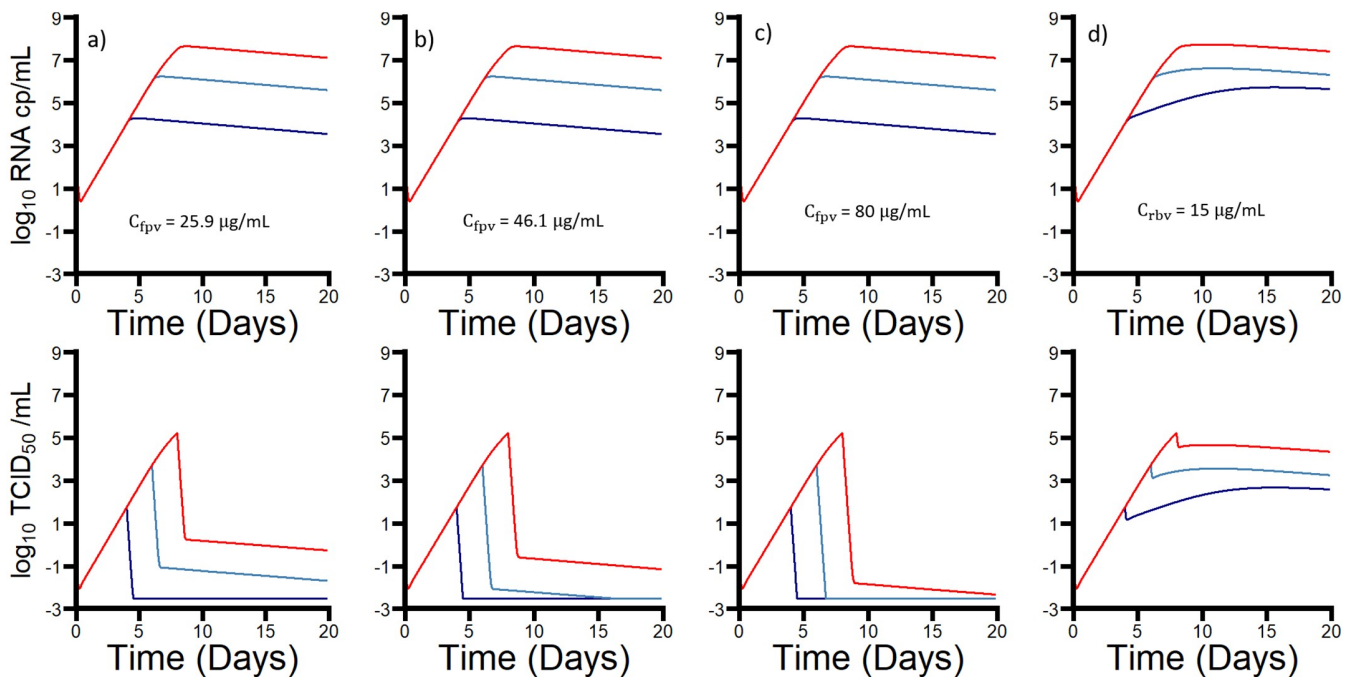 a)
log10 RNA cp/mL
9
7
5
3
1
-1
-3
Cfpv = 25.9 µg/mL
0 5 10 15 20
Time (Days)
b)
9
7
5
3
1
-1
-3
Cfpv = 46.1 µg/mL
0 5 10 15 20
Time (Days)
c)
9
7
5
3
1
-1
-3
Cfpv = 80 µg/mL
0 5 10 15 20
Time (Days)
d)
9
7
5
3
1
-1
-3
Crbv = 15 µg/mL
0 5 10 15 20
Time (Days)
log10 TCID50 /mL
9
7
5
3
1
-1
-3
0 5 10 15 20
Time (Days)
9
7
5
3
1
-1
-3
0 5 10 15 20
Time (Days)
9
7
5
3
1
-1
-3
0 5 10 15 20
Time (Days)
9
7
5
3
1
-1
-3
0 5 10 15 20
Time (Days)